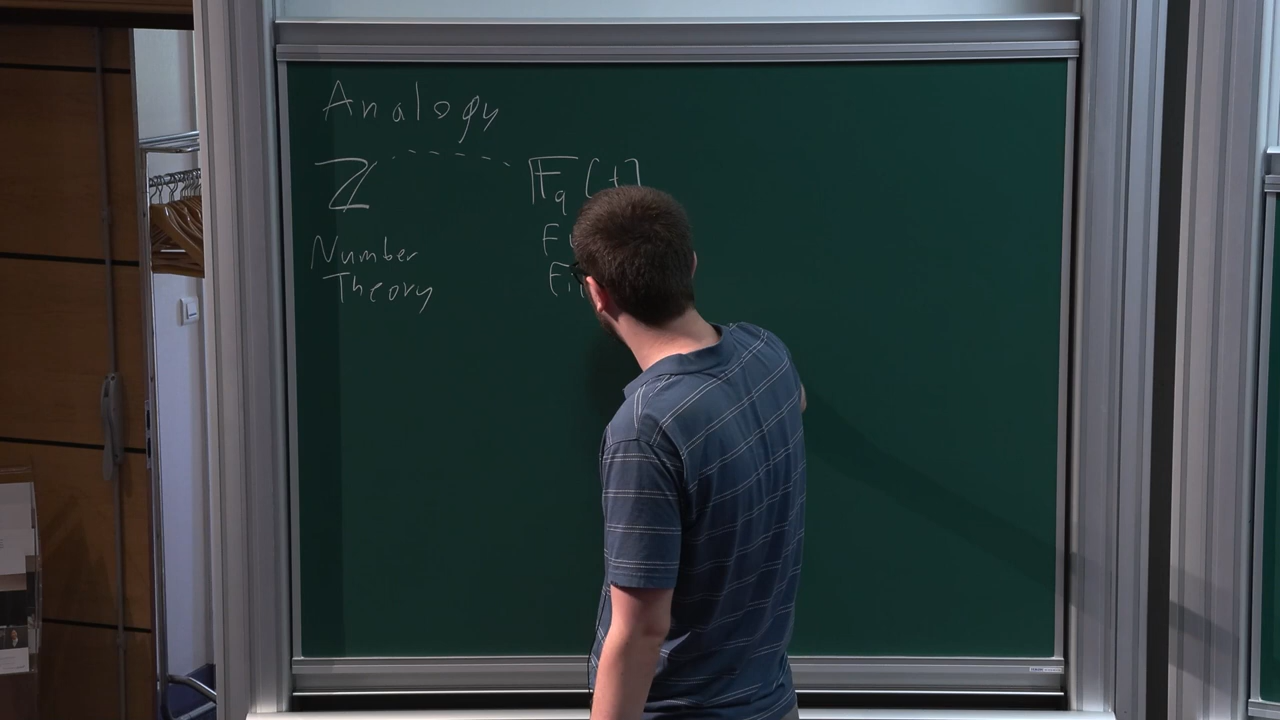 Analogy
ℤ ------ 𝔽q[t]
Number
Theory